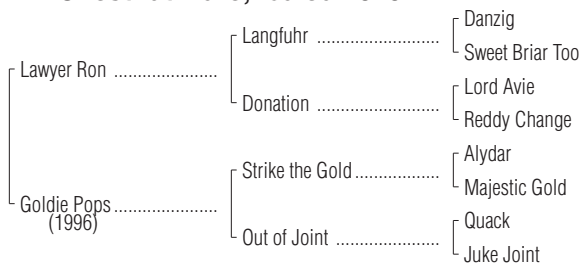 Danzig
Langfuhr ................................
Sweet Briar Too
Lawyer Ron ...........................
Lord Avie
Donation ................................
Reddy Change
Alydar
Strike the Gold ......................
Majestic Gold
Goldie Pops ...........................
(1996)
Quack
Out of Joint ...........................
Juke Joint